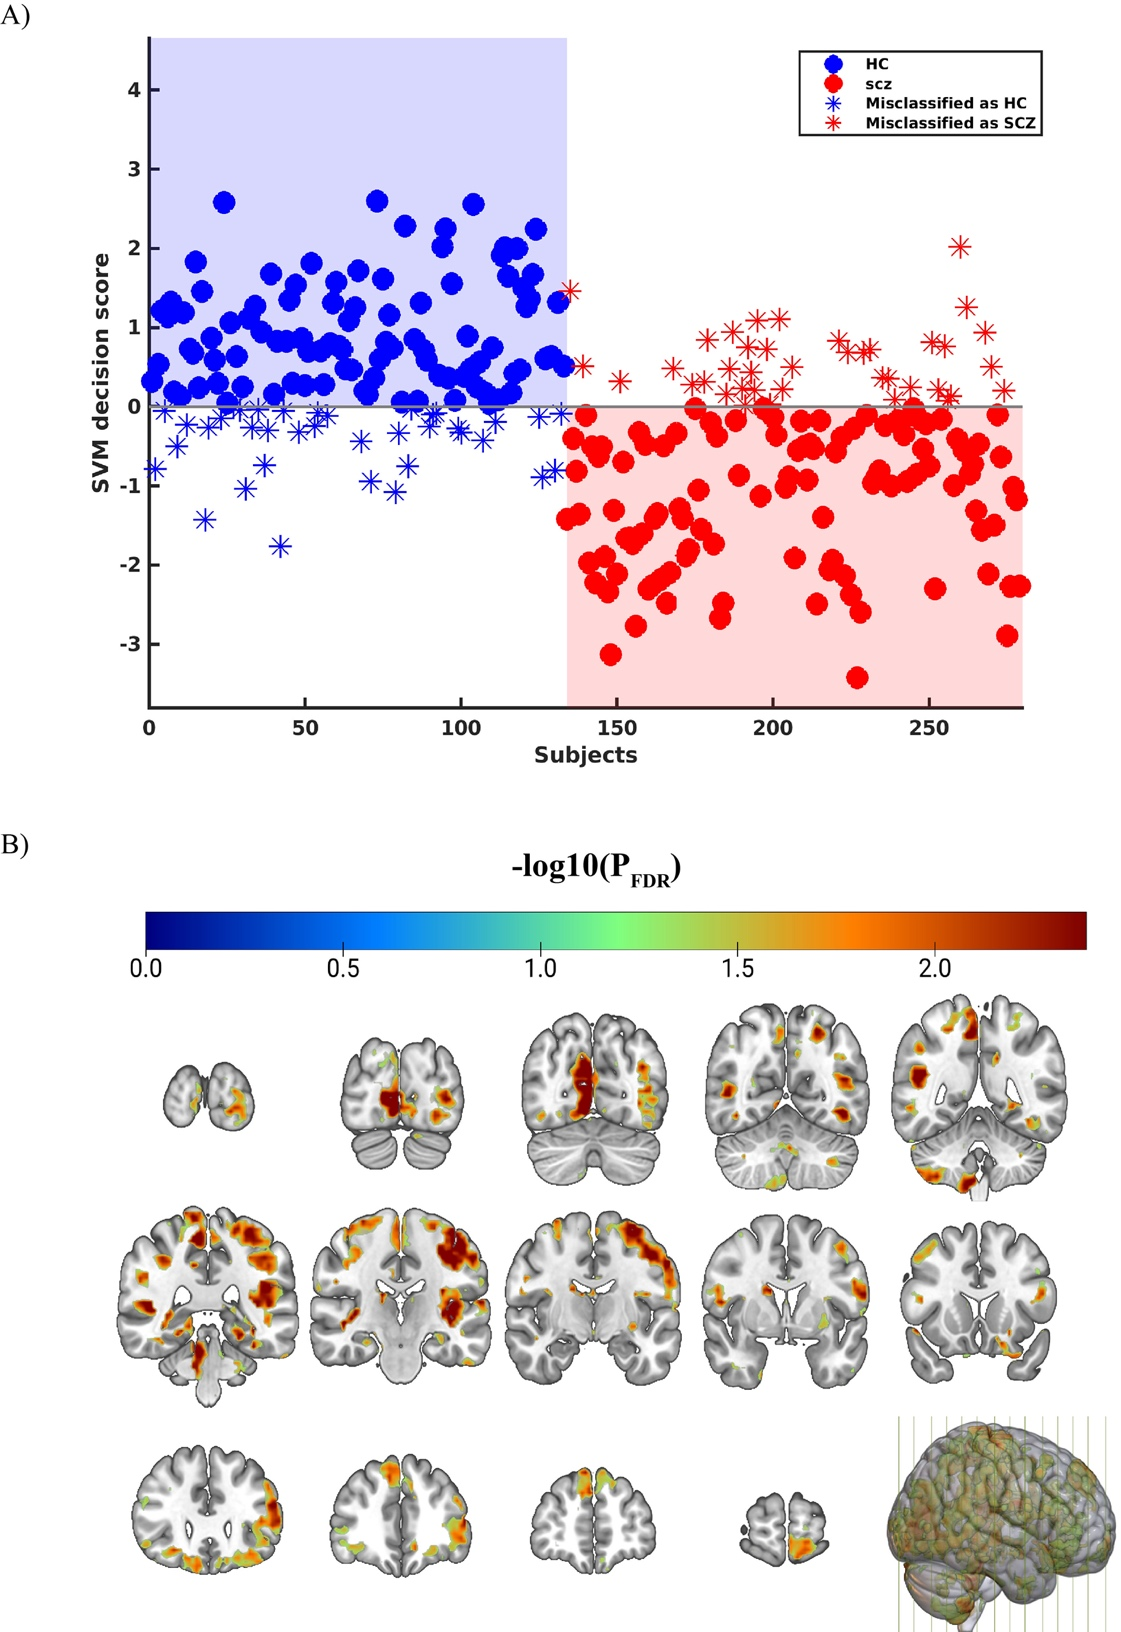 A)
4
3
2
1
0
-1
-2
-3
SVM decision score
HC
scz
Misclassified as HC
Misclassified as SCZ
0 50 100 150 200 250
Subjects
B)
-log10(PFDR)
0.0 0.5 1.0 1.5 2.0